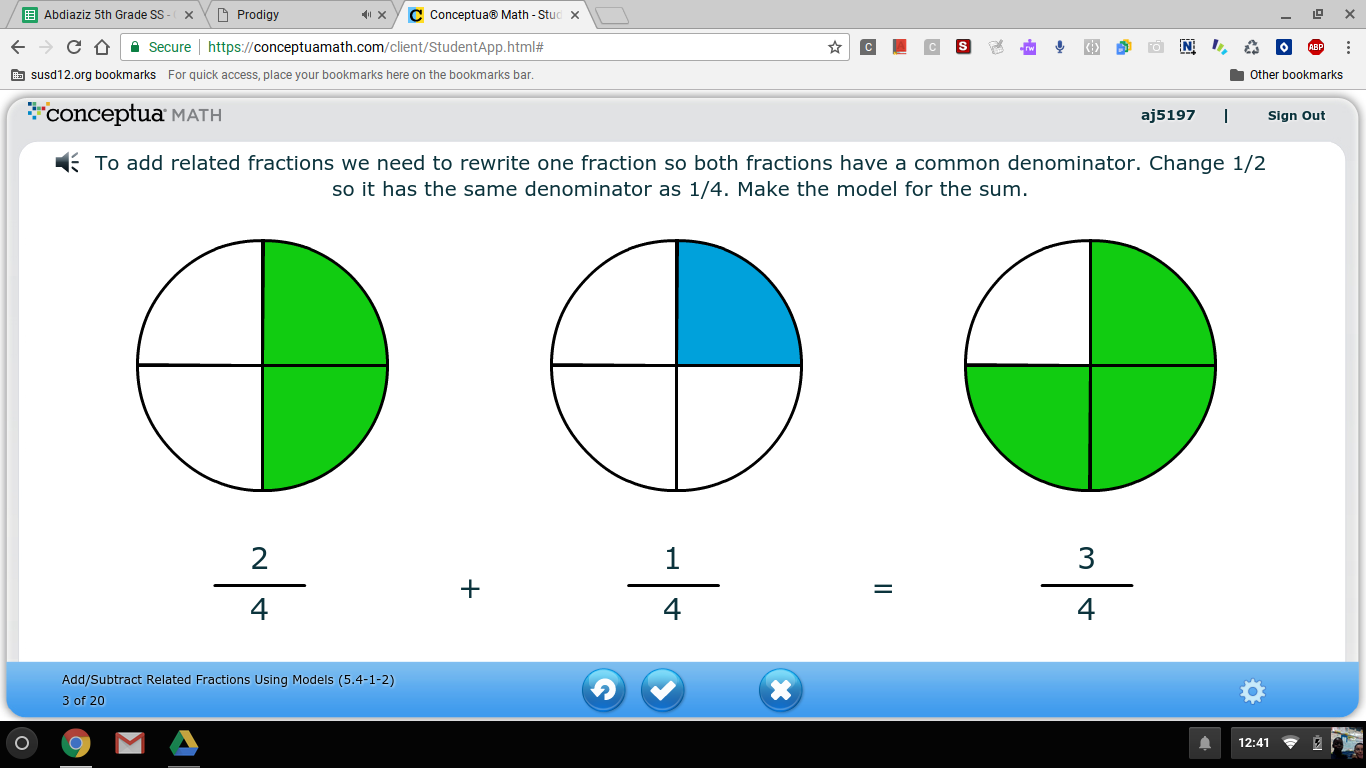 Abdiaziz 5th Grade SS -
Prodigy
Conceptua® Math - Stud
Secure
https://conceptuamath.com/client/StudentApp.html#
susd12.org bookmarks
For quick access, place your bookmarks here on the bookmarks bar.
Other bookmarks
conceptua MATH
aj5197 | Sign Out
To add related fractions we need to rewrite one fraction so both fractions have a common denominator. Change 1/2
so it has the same denominator as 1/4. Make the model for the sum.
2 1 3
+ =
4 4 4
Add/Subtract Related Fractions Using Models (5.4-1-2)
3 of 20
12:41